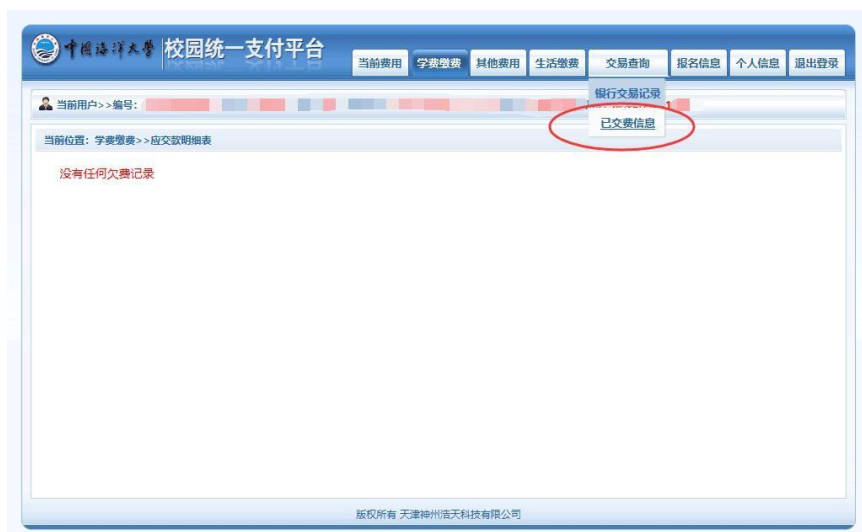 中国海洋大学 校园统一支付平台
当前费用 学费缴费 其他费用 生活缴费 交易查询 报名信息 个人信息 退出登录
银行交易记录
当前用户>>编号:
已交费信息
当前位置：学费缴费>>应交款明细表
没有任何欠费记录
版权所有 天津神州浩天科技有限公司